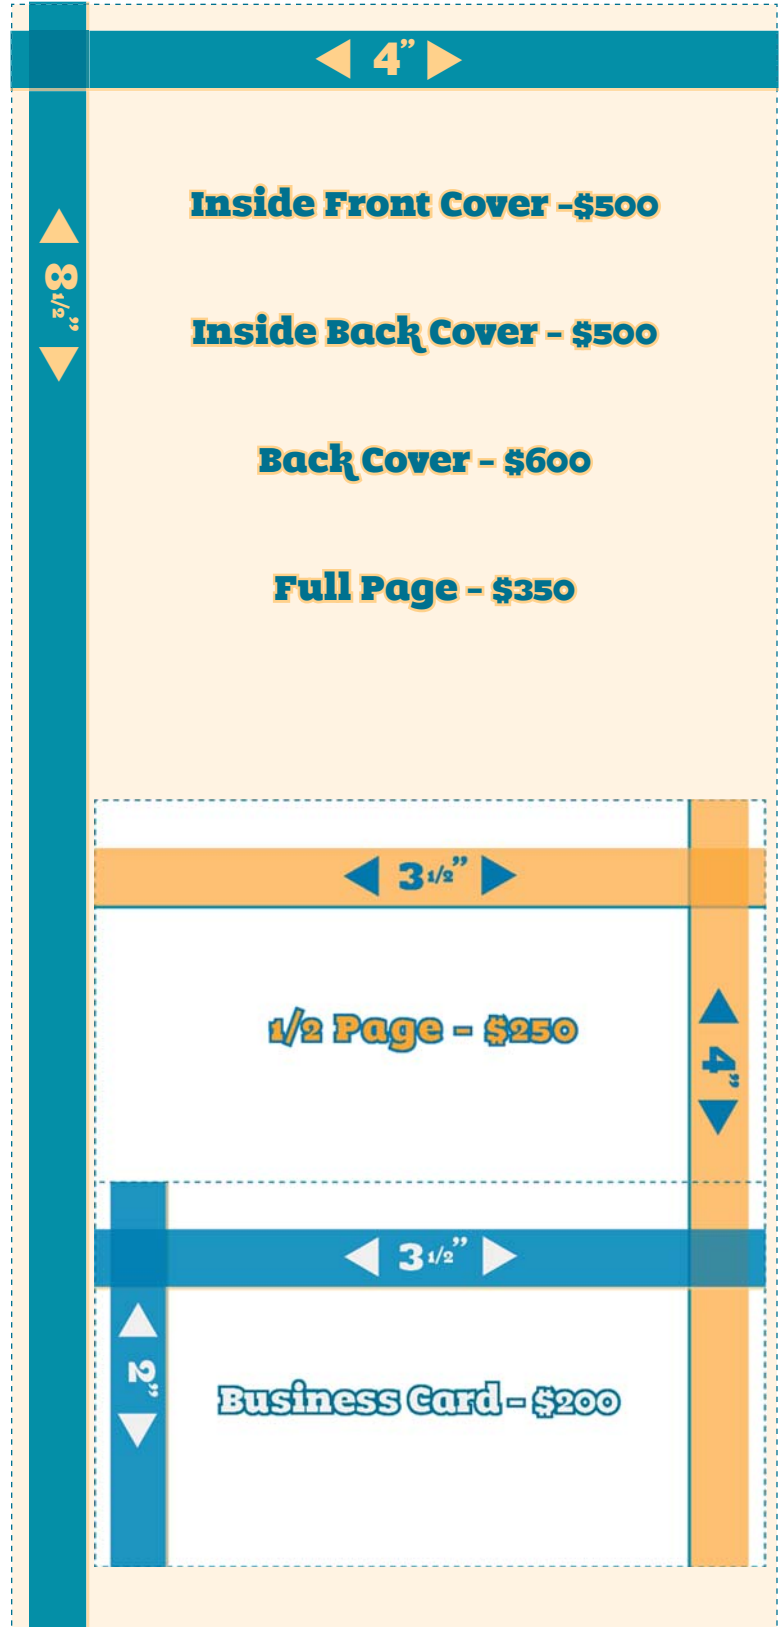 4”
8 1/2”
Inside Front Cover –$500
Inside Back Cover – $500
Back Cover – $600
Full Page – $350
3 1/2”
1/2 Page – $250
4”
3 1/2”
2”
Business Card – $200